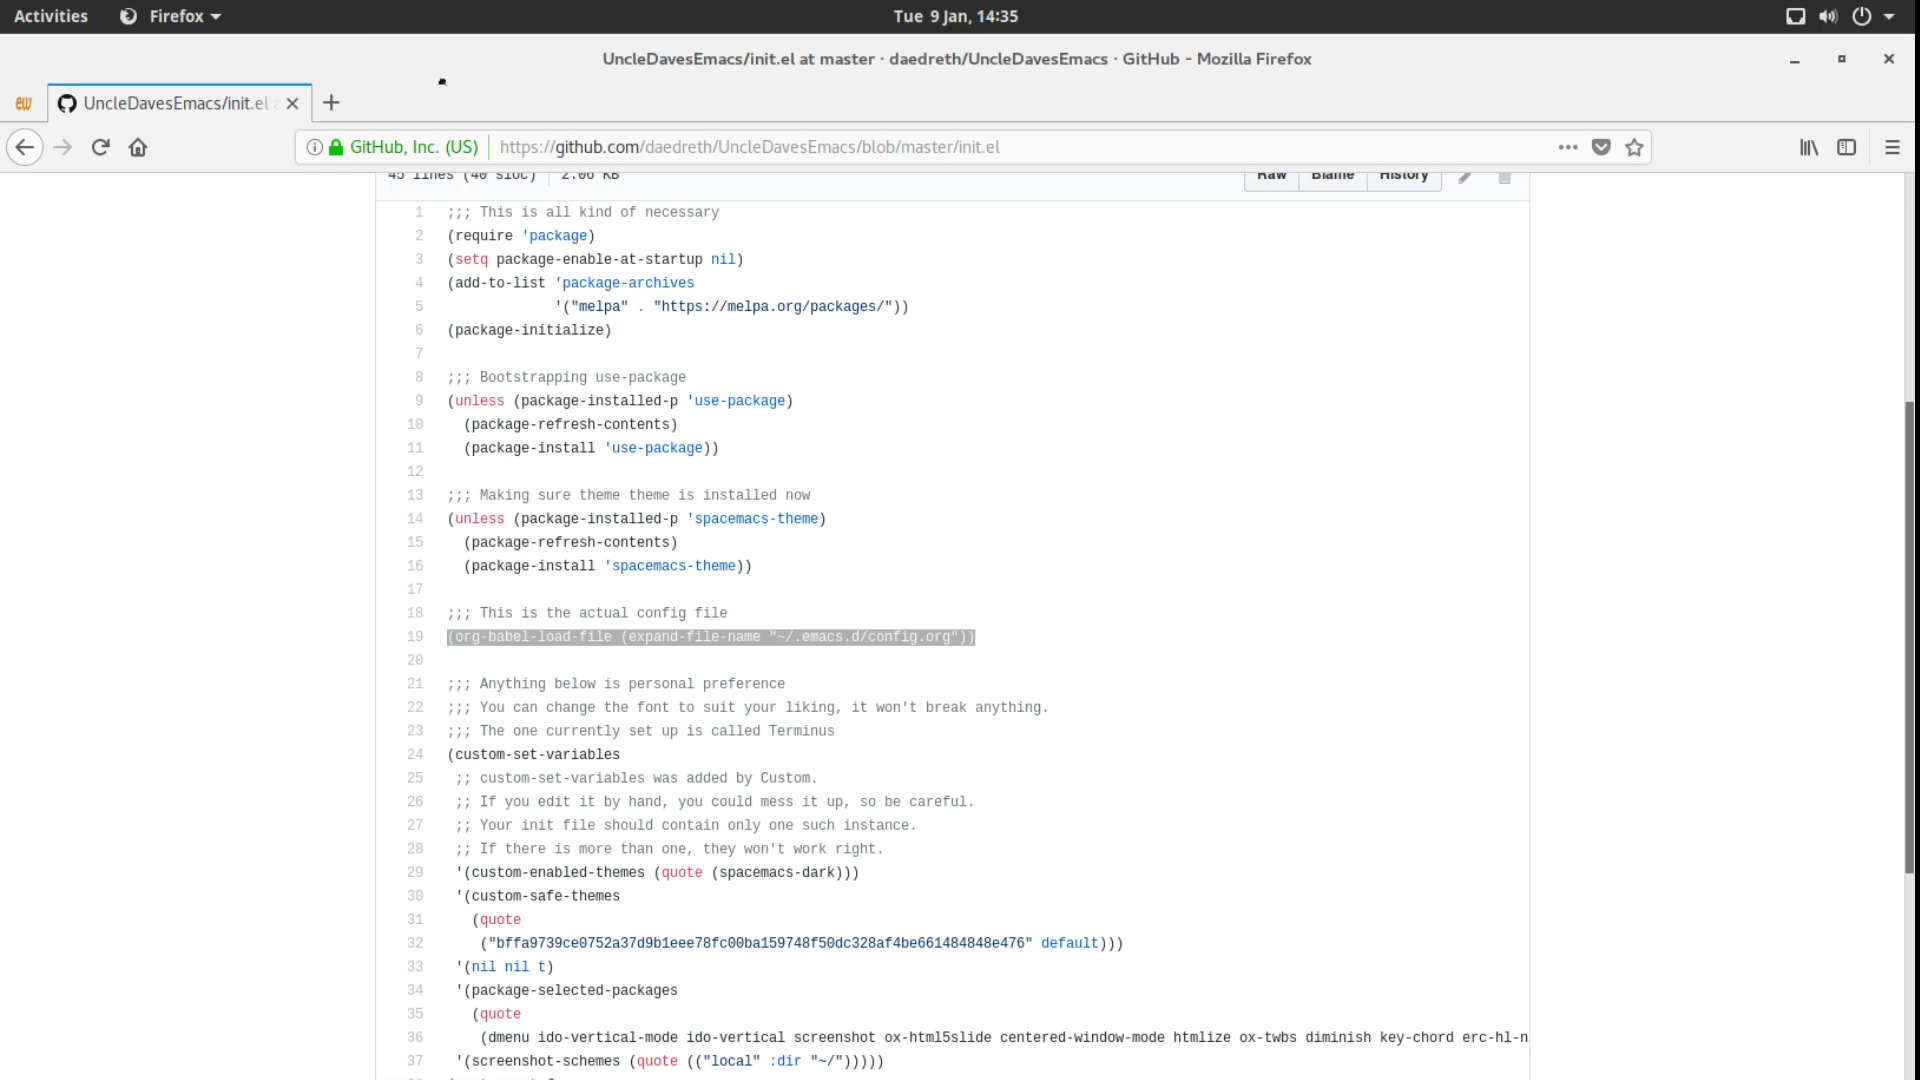 Activities Firefox Tue 9 Jan, 14:35
UncleDavesEmacs/init.el at master · daedreth/UncleDavesEmacs · GitHub - Mozilla Firefox
ew UncleDavesEmacs/init.el a
GitHub, Inc. (US) https://github.com/daedreth/UncleDavesEmacs/blob/master/init.el
45 lines (40 sloc) 2.06 KB Raw Blame History
1 ;;; This is all kind of necessary
2 (require 'package)
3 (setq package-enable-at-startup nil)
4 (add-to-list 'package-archives
5 '("melpa" . "https://melpa.org/packages/"))
6 (package-initialize)
7
8 ;;; Bootstrapping use-package
9 (unless (package-installed-p 'use-package)
10 (package-refresh-contents)
11 (package-install 'use-package))
12
13 ;;; Making sure theme theme is installed now
14 (unless (package-installed-p 'spacemacs-theme)
15 (package-refresh-contents)
16 (package-install 'spacemacs-theme))
17
18 ;;; This is the actual config file
19 (org-babel-load-file (expand-file-name "~/.emacs.d/config.org"))
20
21 ;;; Anything below is personal preference
22 ;;; You can change the font to suit your liking, it won't break anything.
23 ;;; The one currently set up is called Terminus
24 (custom-set-variables
25 ;; custom-set-variables was added by Custom.
26 ;; If you edit it by hand, you could mess it up, so be careful.
27 ;; Your init file should contain only one such instance.
28 ;; If there is more than one, they won't work right.
29 '(custom-enabled-themes (quote (spacemacs-dark)))
30 '(custom-safe-themes
31 (quote
32 ("bffa9739ce0752a37d9b1eee78fc00ba159748f50dc328af4be661484848e476" default)))
33 '(nil nil t)
34 '(package-selected-packages
35 (quote
36 (dmenu ido-vertical-mode ido-vertical screenshot ox-html5slide centered-window-mode htmlize ox-twbs diminish key-chord erc-hl-n
37 '(screenshot-schemes (quote (("local" :dir "~/")))))